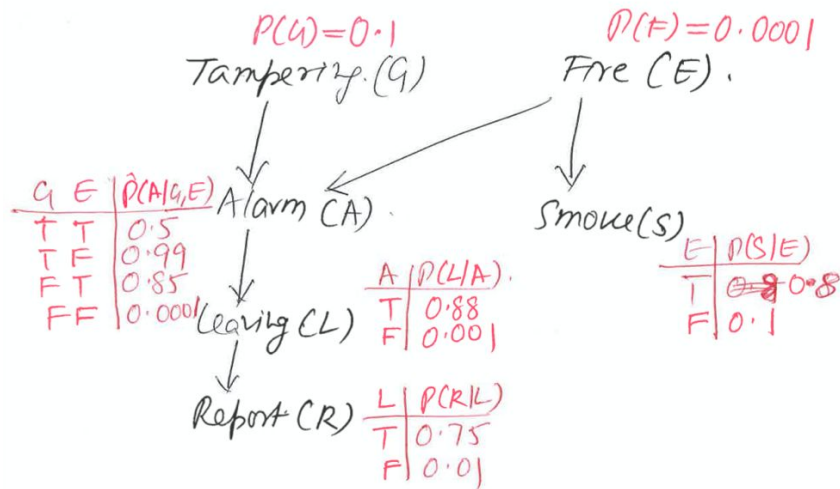 P(G)=0.1
P(F)=0.0001
Tampering.(G)
Fire (E).
G E P(A|G,E)
T T 0.5
T F 0.99
F T 0.85
F F 0.0001
Alarm (A).
Smoke(S)
E P(S|E)
T 0.8
F 0.1
A P(L|A).
T 0.88
F 0.001
Leaving (L)
Report (R)
L P(R|L)
T 0.75
F 0.01